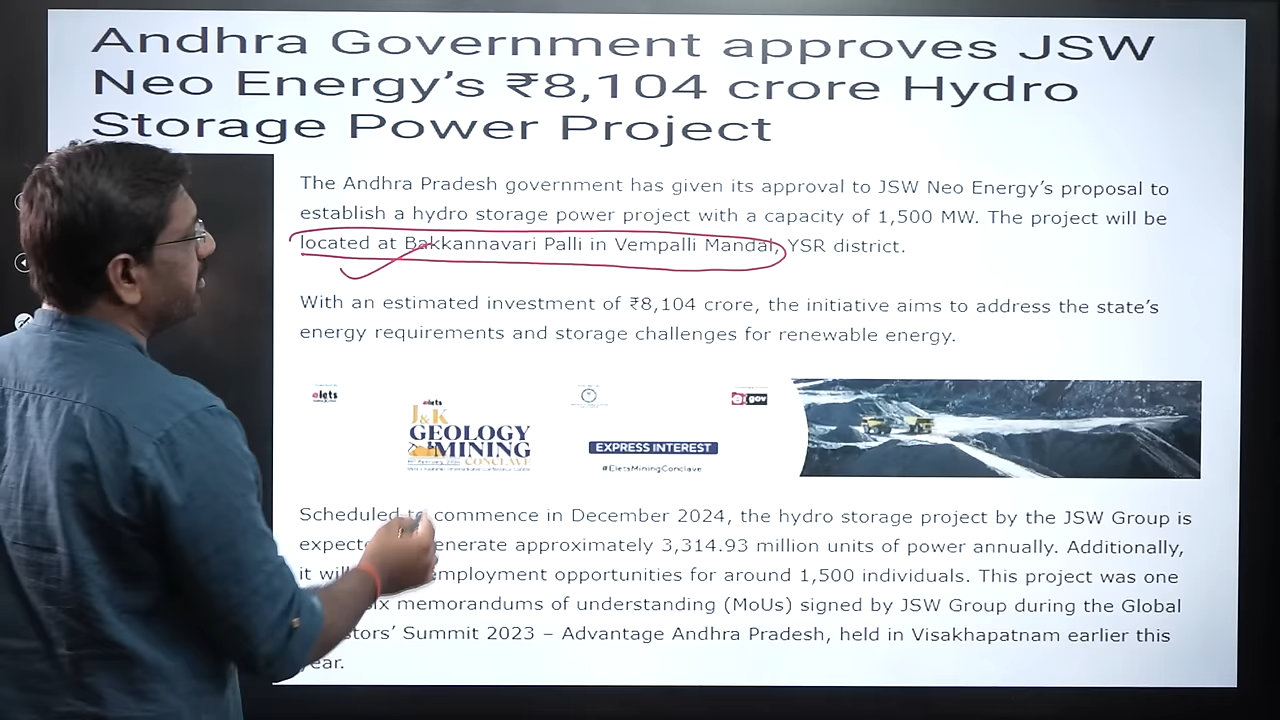 Andhra Government approves JSW
Neo Energy’s ₹8,104 crore Hydro
Storage Power Project
The Andhra Pradesh government has given its approval to JSW Neo Energy’s proposal to
establish a hydro storage power project with a capacity of 1,500 MW. The project will be
located at Bakkannavari Palli in Vempalli Mandal, YSR district.
With an estimated investment of ₹8,104 crore, the initiative aims to address the state’s
energy requirements and storage challenges for renewable energy.
elets
elets
J&K
GEOLOGY
MINING
CONCLAVE
EXPRESS INTEREST
#EletsMiningConclave
e gov
Scheduled to commence in December 2024, the hydro storage project by the JSW Group is
enerate approximately 3,314.93 million units of power annually. Additionally,
it employment opportunities for around 1,500 individuals. This project was one
six memorandums of understanding (MoUs) signed by JSW Group during the Global
Summit 2023 – Advantage Andhra Pradesh, held in Visakhapatnam earlier this
year.